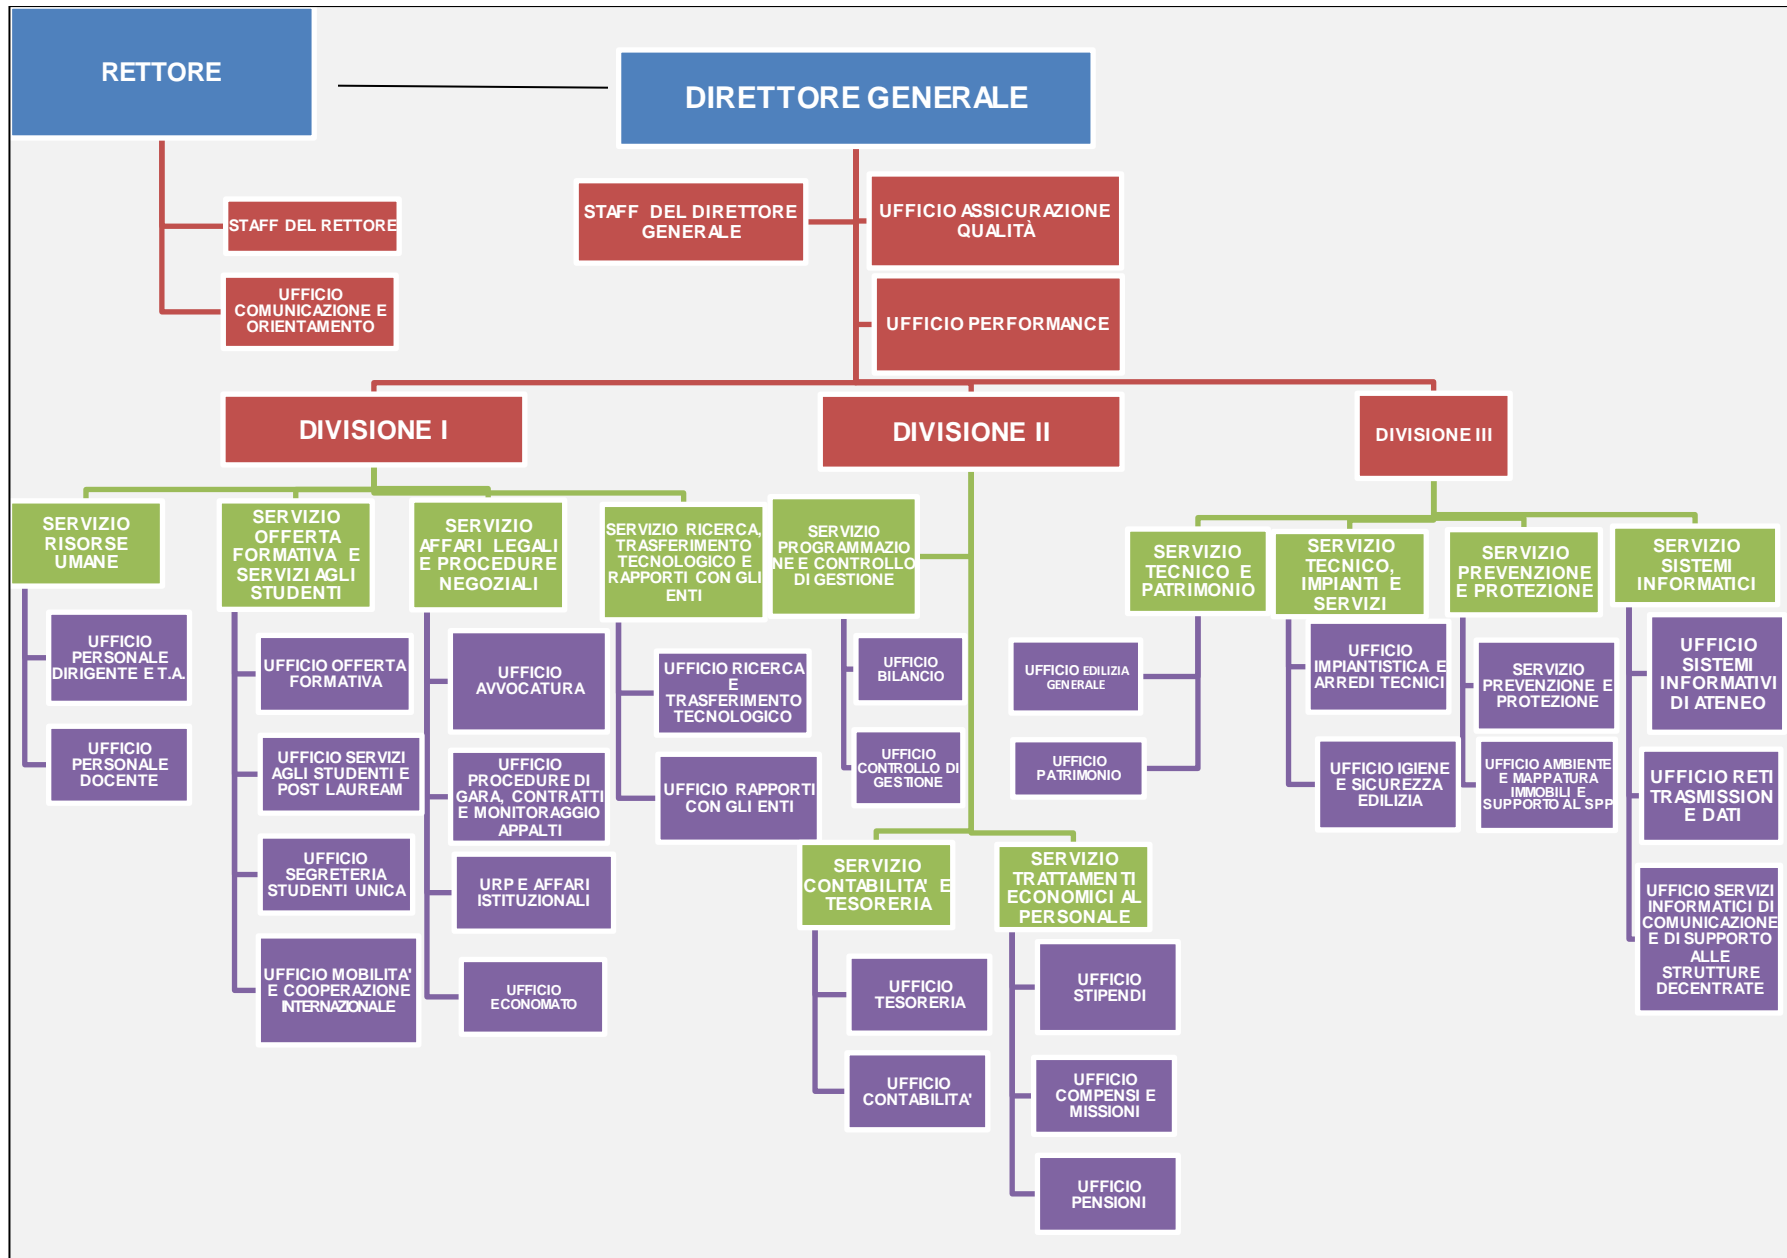 RETTORE
DIRETTORE GENERALE
STAFF DEL RETTORE
UFFICIO
COMUNICAZIONE E
ORIENTAMENTO
STAFF DEL DIRETTORE
GENERALE
UFFICIO ASSICURAZIONE
QUALITÀ
UFFICIO PERFORMANCE
DIVISIONE I
DIVISIONE II
DIVISIONE III
SERVIZIO
RISORSE
UMANE
SERVIZIO
OFFERTA
FORMATIVA E
SERVIZI AGLI
STUDENTI
SERVIZIO
AFFARI LEGALI
E PROCEDURE
NEGOZIALI
SERVIZIO RICERCA,
TRASFERIMENTO
TECNOLOGICO E
RAPPORTI CON GLI
ENTI
SERVIZIO
PROGRAMMAZIO
NE E CONTROLLO
DI GESTIONE
SERVIZIO
TECNICO E
PATRIMONIO
SERVIZIO
TECNICO,
IMPIANTI E
SERVIZI
SERVIZIO
PREVENZIONE
E PROTEZIONE
SERVIZIO
SISTEMI
INFORMATICI
UFFICIO
PERSONALE
DIRIGENTE E T.A.
UFFICIO
PERSONALE
DOCENTE
UFFICIO OFFERTA
FORMATIVA
UFFICIO SERVIZI
AGLI STUDENTI E
POST LAUREAM
UFFICIO
SEGRETERIA
STUDENTI UNICA
UFFICIO MOBILITA'
E COOPERAZIONE
INTERNAZIONALE
UFFICIO
AVVOCATURA
UFFICIO
PROCEDURE DI
GARA, CONTRATTI
E MONITORAGGIO
APPALTI
URP E AFFARI
ISTITUZIONALI
UFFICIO
ECONOMATO
UFFICIO RICERCA
E
TRASFERIMENTO
TECNOLOGICO
UFFICIO RAPPORTI
CON GLI ENTI
UFFICIO
BILANCIO
UFFICIO
CONTROLLO DI
GESTIONE
SERVIZIO
CONTABILITA' E
TESORERIA
SERVIZIO
TRATTAMENTI
ECONOMICI AL
PERSONALE
UFFICIO
TESORERIA
UFFICIO
CONTABILITA'
UFFICIO
STIPENDI
UFFICIO
COMPENSI E
MISSIONI
UFFICIO
PENSIONI
UFFICIO EDILIZIA
GENERALE
UFFICIO
PATRIMONIO
UFFICIO
IMPIANTISTICA E
ARREDI TECNICI
UFFICIO IGIENE
E SICUREZZA
EDILIZIA
SERVIZIO
PREVENZIONE E
PROTEZIONE
UFFICIO AMBIENTE
E MAPPATURA
IMMOBILI E
SUPPORTO AL SPP
UFFICIO
SISTEMI
INFORMATIVI
DI ATENEO
UFFICIO RETI
TRASMISSION
E DATI
UFFICIO SERVIZI
INFORMATICI DI
COMUNICAZIONE
E DI SUPPORTO
ALLE
STRUTTURE
DECENTRATE